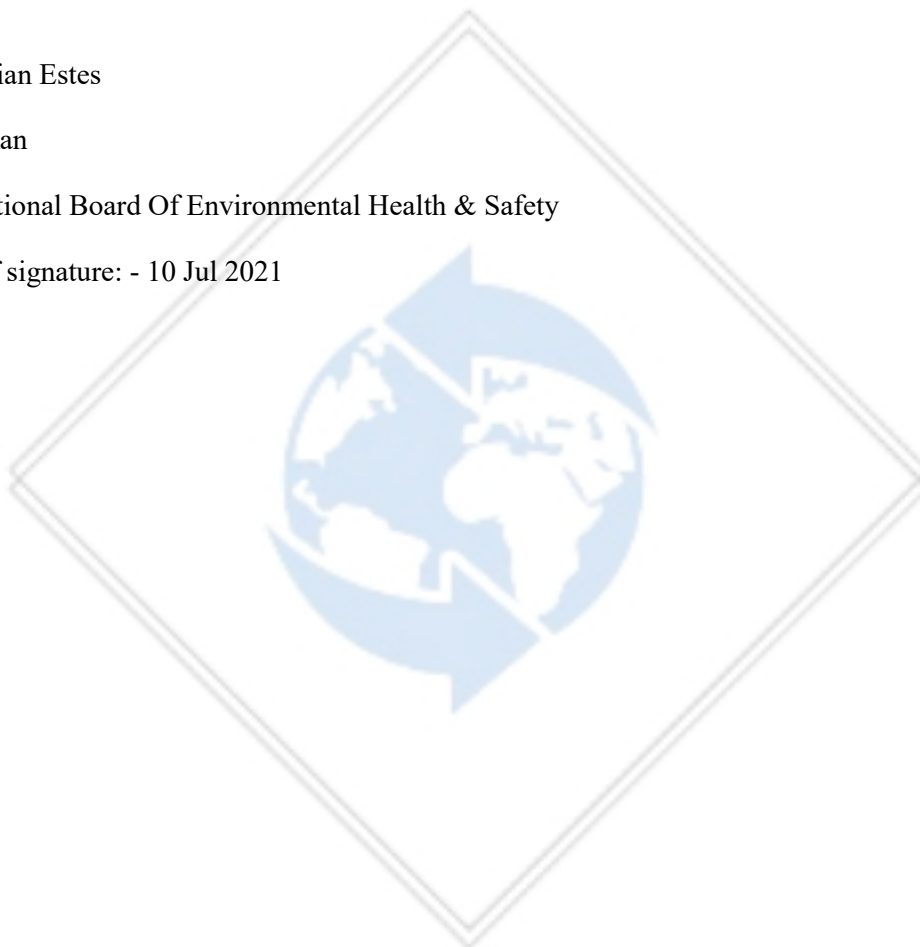 ian Estes
an
tional Board Of Environmental Health & Safety
f signature: - 10 Jul 2021